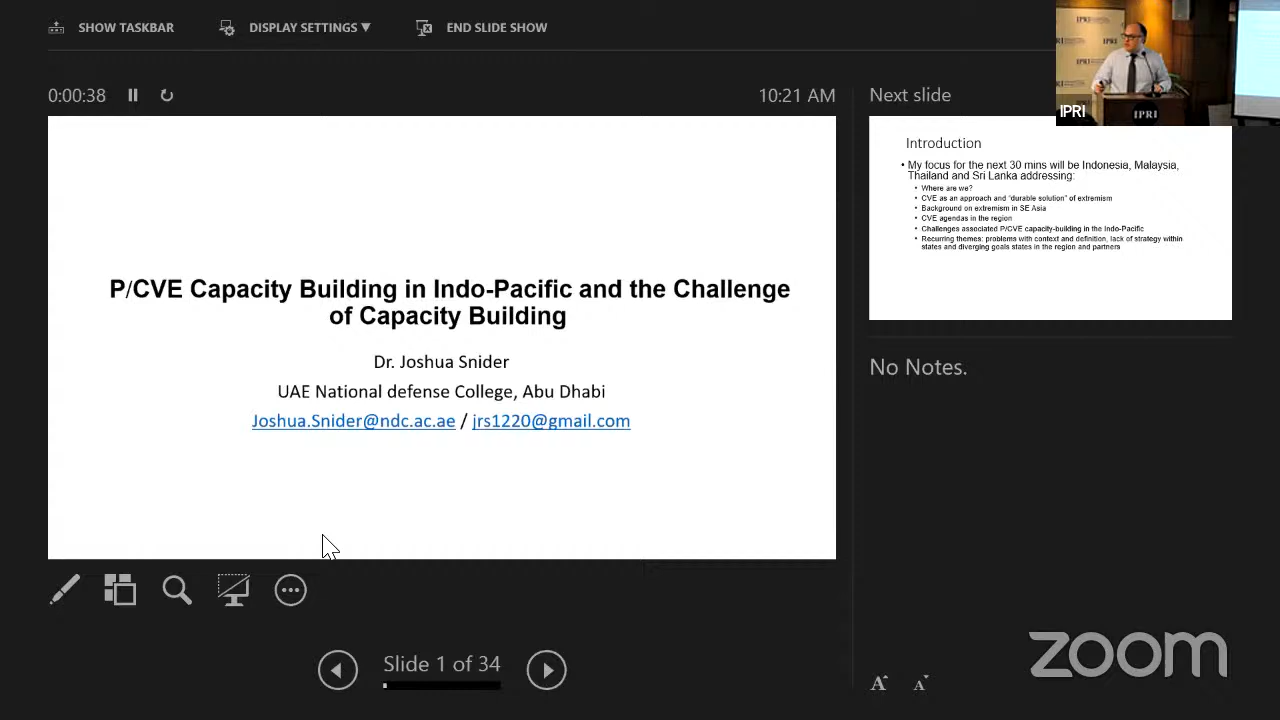 SHOW TASKBAR
DISPLAY SETTINGS ▼
END SLIDE SHOW
0:00:38
10:21 AM
P/CVE Capacity Building in Indo-Pacific and the Challenge
of Capacity Building
Dr. Joshua Snider
UAE National defense College, Abu Dhabi
Joshua.Snider@ndc.ac.ae / jrs1220@gmail.com
Slide 1 of 34
Next slide
IPRI
IPRI
IPRI
IPRI
Introduction
• My focus for the next 30 mins will be Indonesia, Malaysia,
Thailand and Sri Lanka addressing:
• Where are we?
• CVE as an approach and “durable solution” of extremism
• Background on extremism in SE Asia
• CVE agendas in the region
• Challenges associated P/CVE capacity-building in the Indo-Pacific
• Recurring themes: problems with context and definition, lack of strategy within
states and diverging goals states in the region and partners
No Notes.
A A
zoom